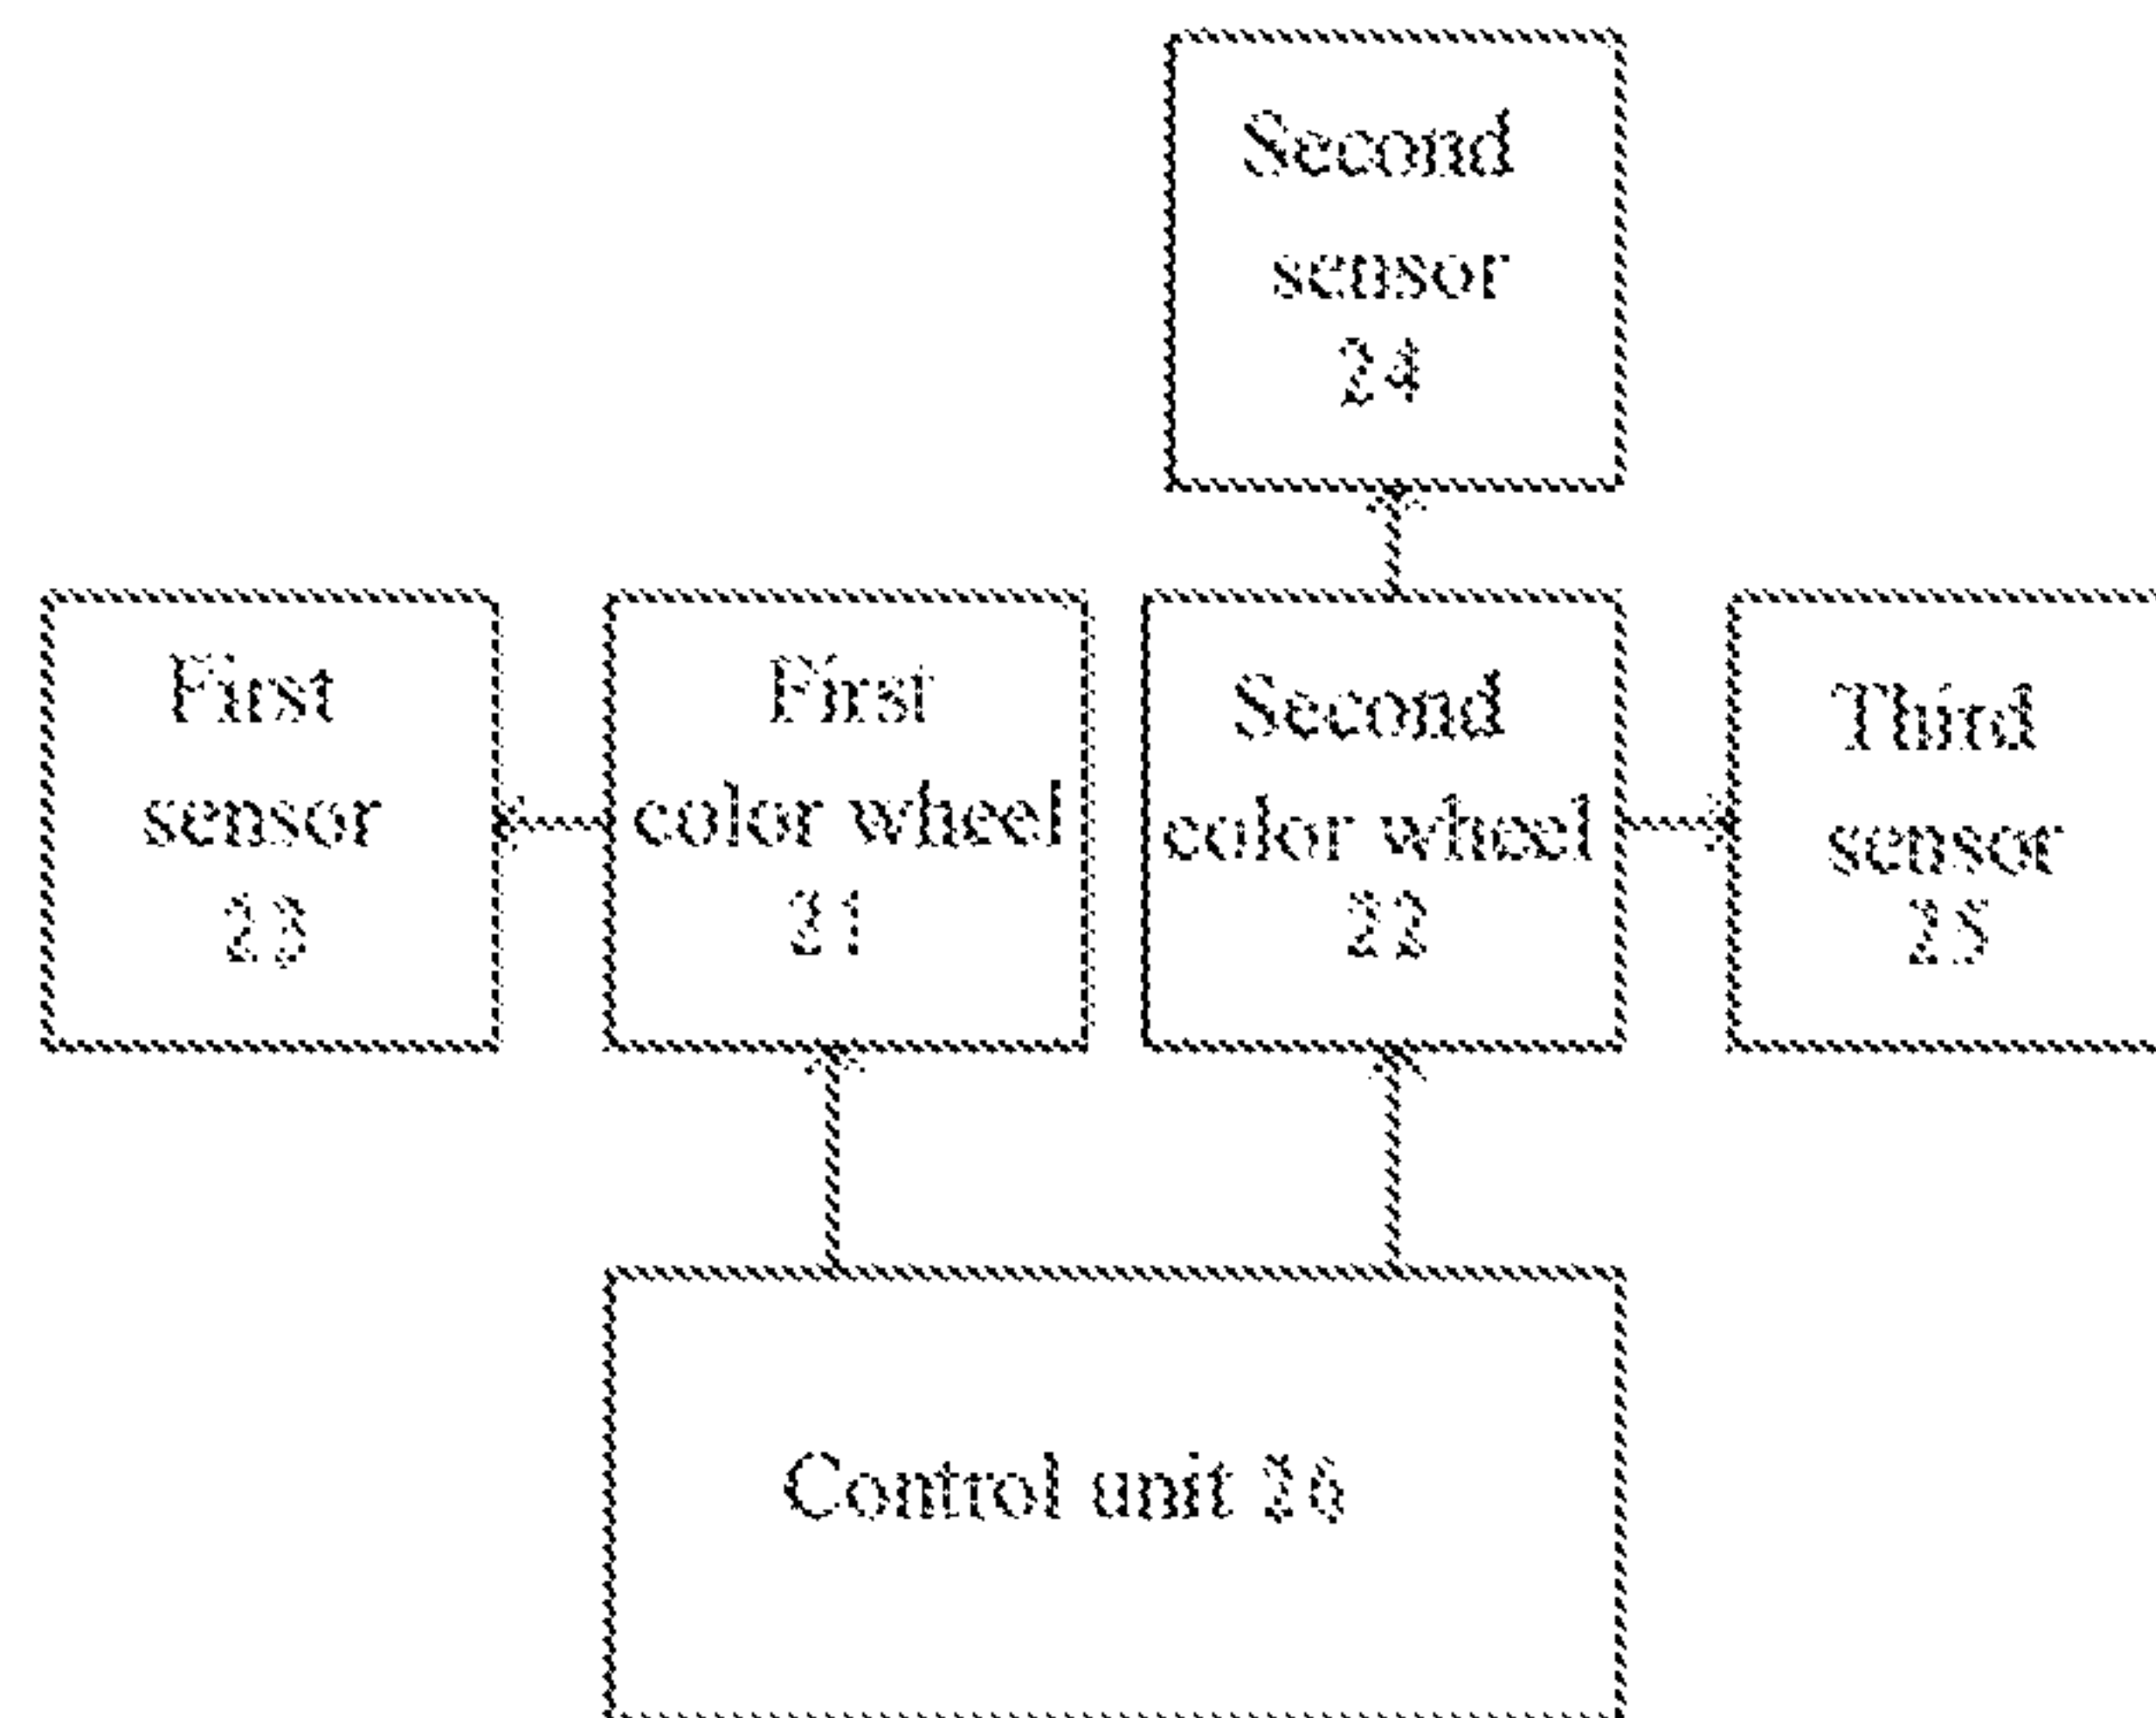 Second
sensor
24
First
sensor
23
First
color wheel
21
Second
color wheel
22
Third
sensor
25
Control unit 26